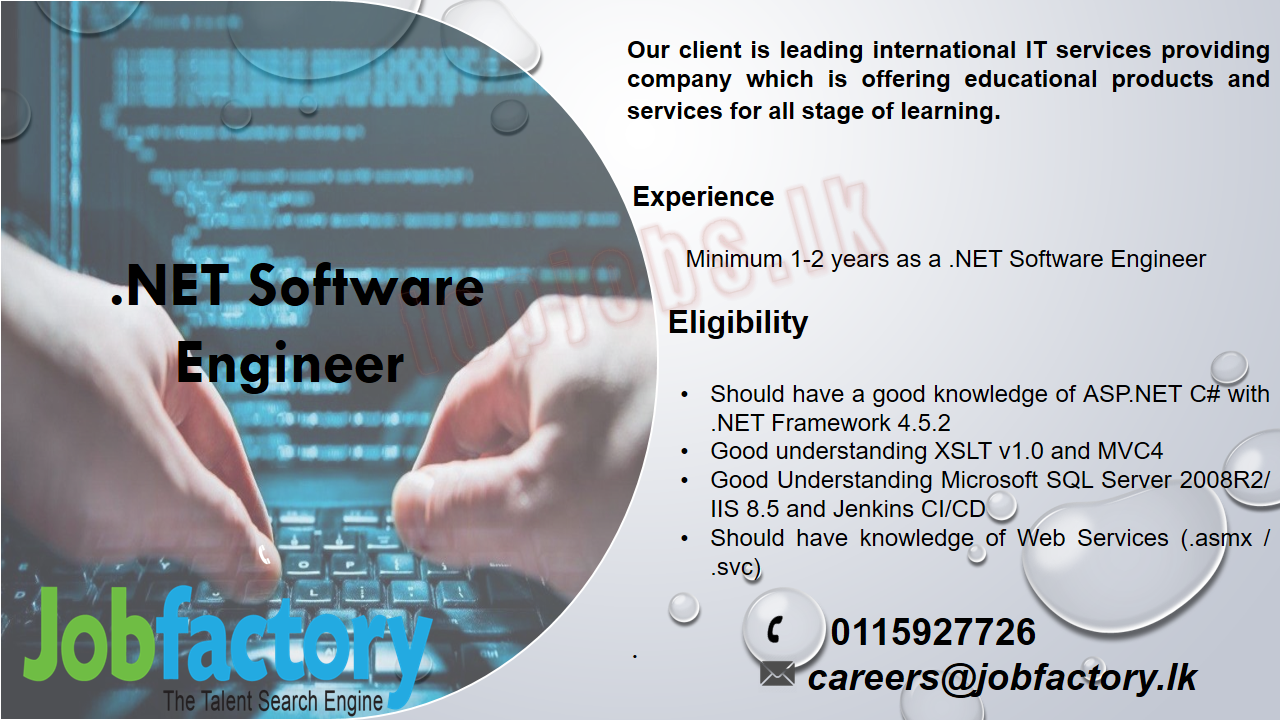 Our client is leading international IT services providing
company which is offering educational products and
services for all stage of learning.
Experience
topjobs.lk
Minimum 1-2 years as a .NET Software Engineer
.NET Software
Engineer
Eligibility
• Should have a good knowledge of ASP.NET C# with
.NET Framework 4.5.2
• Good understanding XSLT v1.0 and MVC4
• Good Understanding Microsoft SQL Server 2008R2/
IIS 8.5 and Jenkins CI/CD
• Should have knowledge of Web Services (.asmx /
.svc)
Jobfactory
The Talent Search Engine
0115927726
.
careers@jobfactory.lk